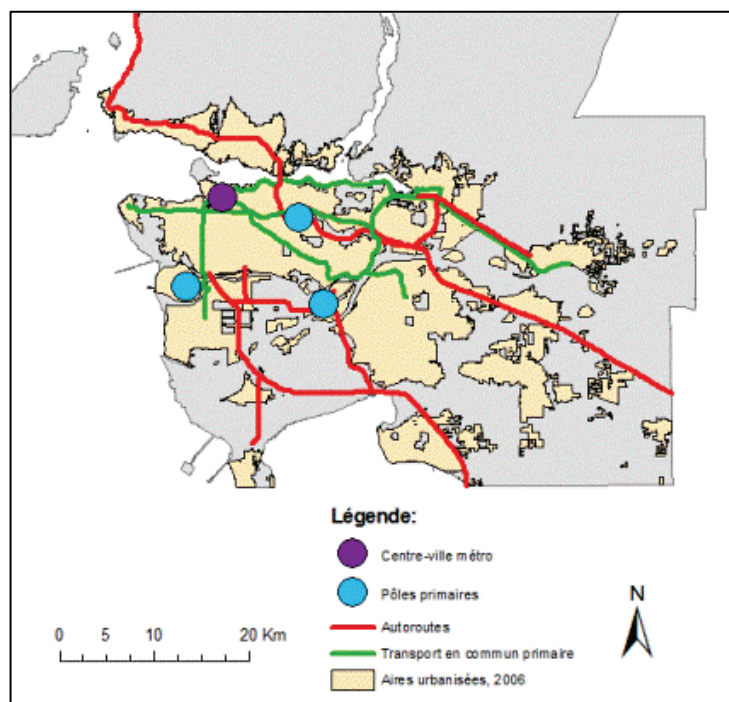 Légende:
Centre-ville métro
Pôles primaires
N
Autoroutes
0 5 10 20 Km
Transport en commun primaire
Aires urbanisées, 2006